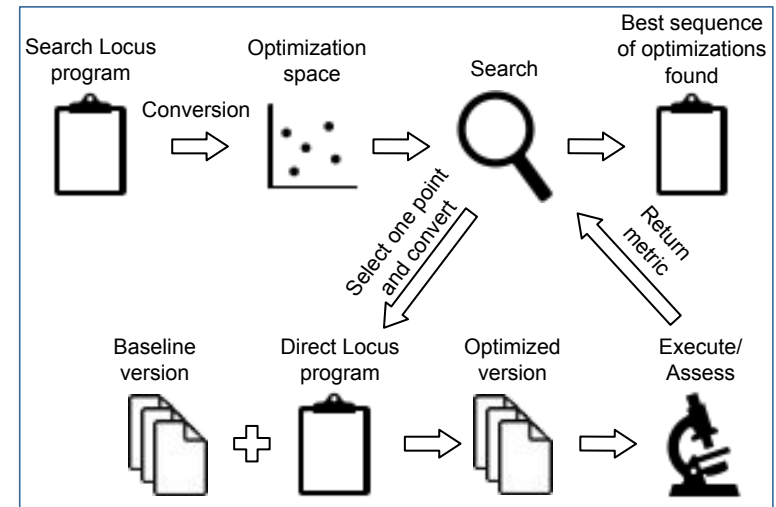 Search Locus
program
Conversion
Optimization
space
Search
Best sequence
of optimizations
found
Select one point
and convert
Return
metric
Baseline
version
Direct Locus
program
Optimized
version
Execute/
Assess